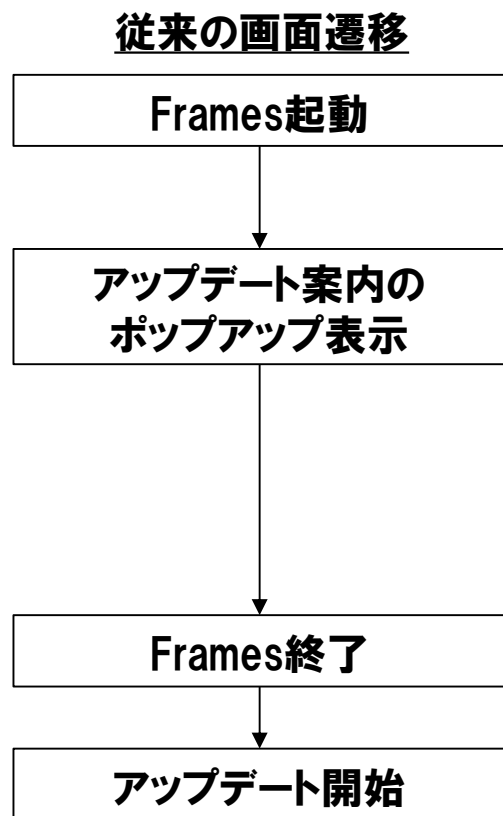 従来の画面遷移
Frames起動
アップデート案内の
ポップアップ表示
Frames終了
アップデート開始